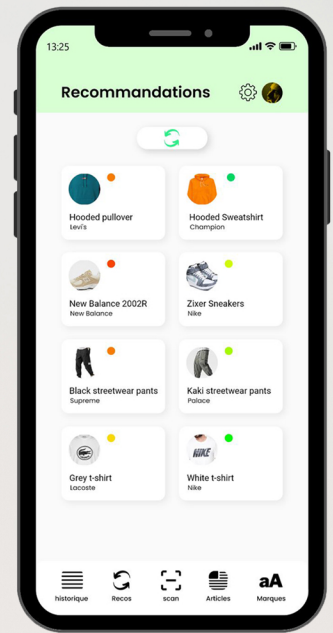 13:25
Recommandations
Hooded pullover
Levi's
Hooded Sweatshirt
Champion
New Balance 2002R
New Balance
Zixer Sneakers
Nike
Black streetwear pants
Supreme
Kaki streetwear pants
Palace
Grey t-shirt
Lacoste
NIKE
White t-shirt
Nike
historique
Recos
scan
Articles
aA
Marques